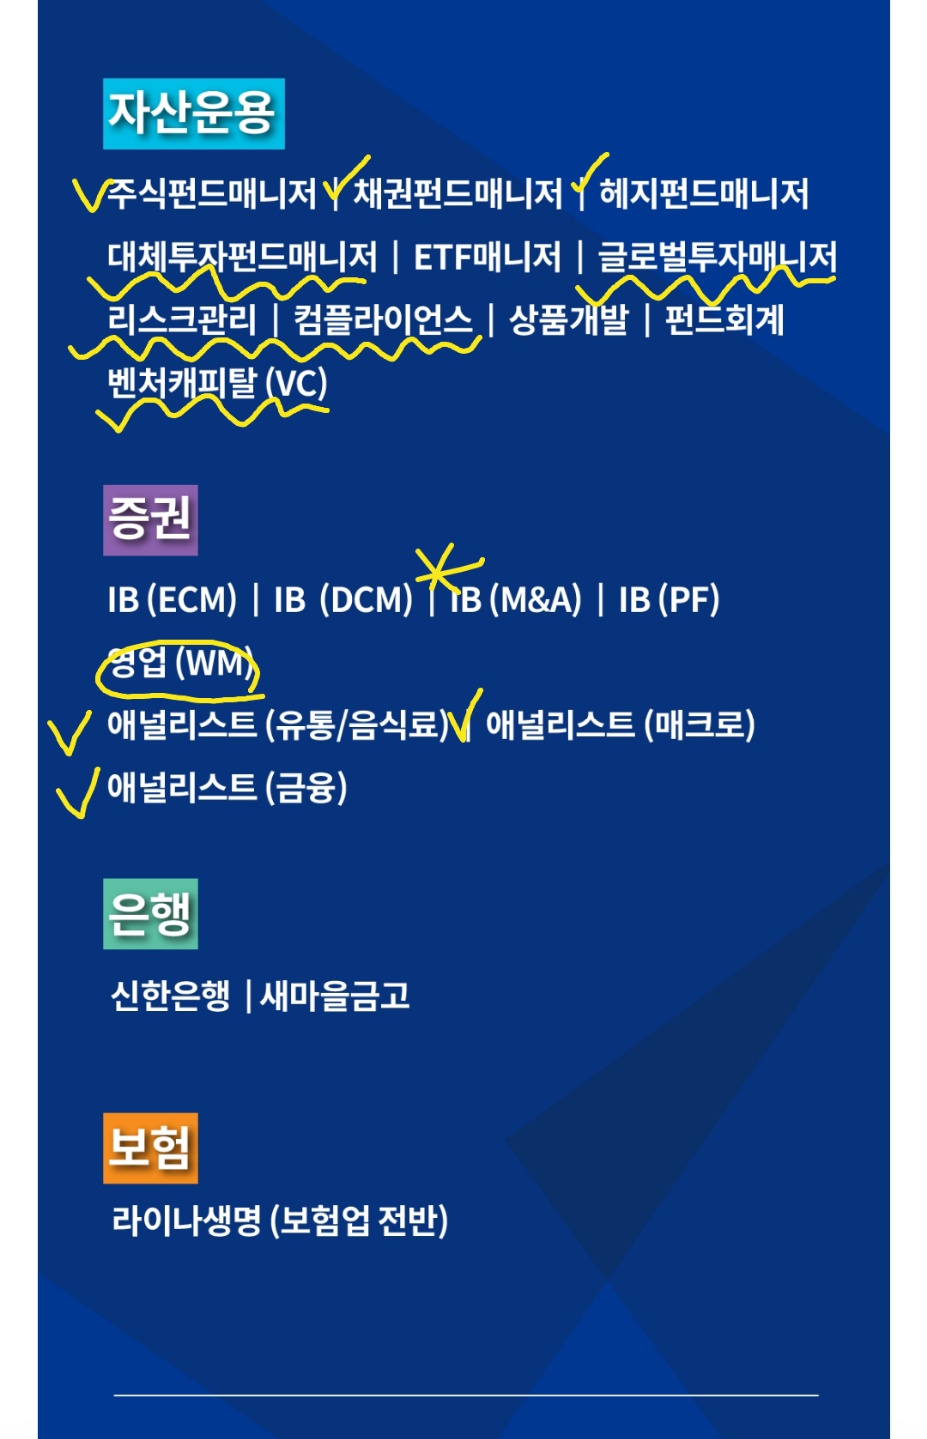 자산운용
주식펀드매니저 | 채권펀드매니저 | 헤지펀드매니저
대체투자펀드매니저 | ETF매니저 | 글로벌투자매니저
리스크관리 | 컴플라이언스 | 상품개발 | 펀드회계
벤처캐피탈 (VC)
증권
IB (ECM) | IB (DCM) | IB (M&A) | IB (PF)
영업 (WM)
애널리스트 (유통/음식료) | 애널리스트 (매크로)
애널리스트 (금융)
은행
신한은행 | 새마을금고
보험
라이나생명 (보험업 전반)